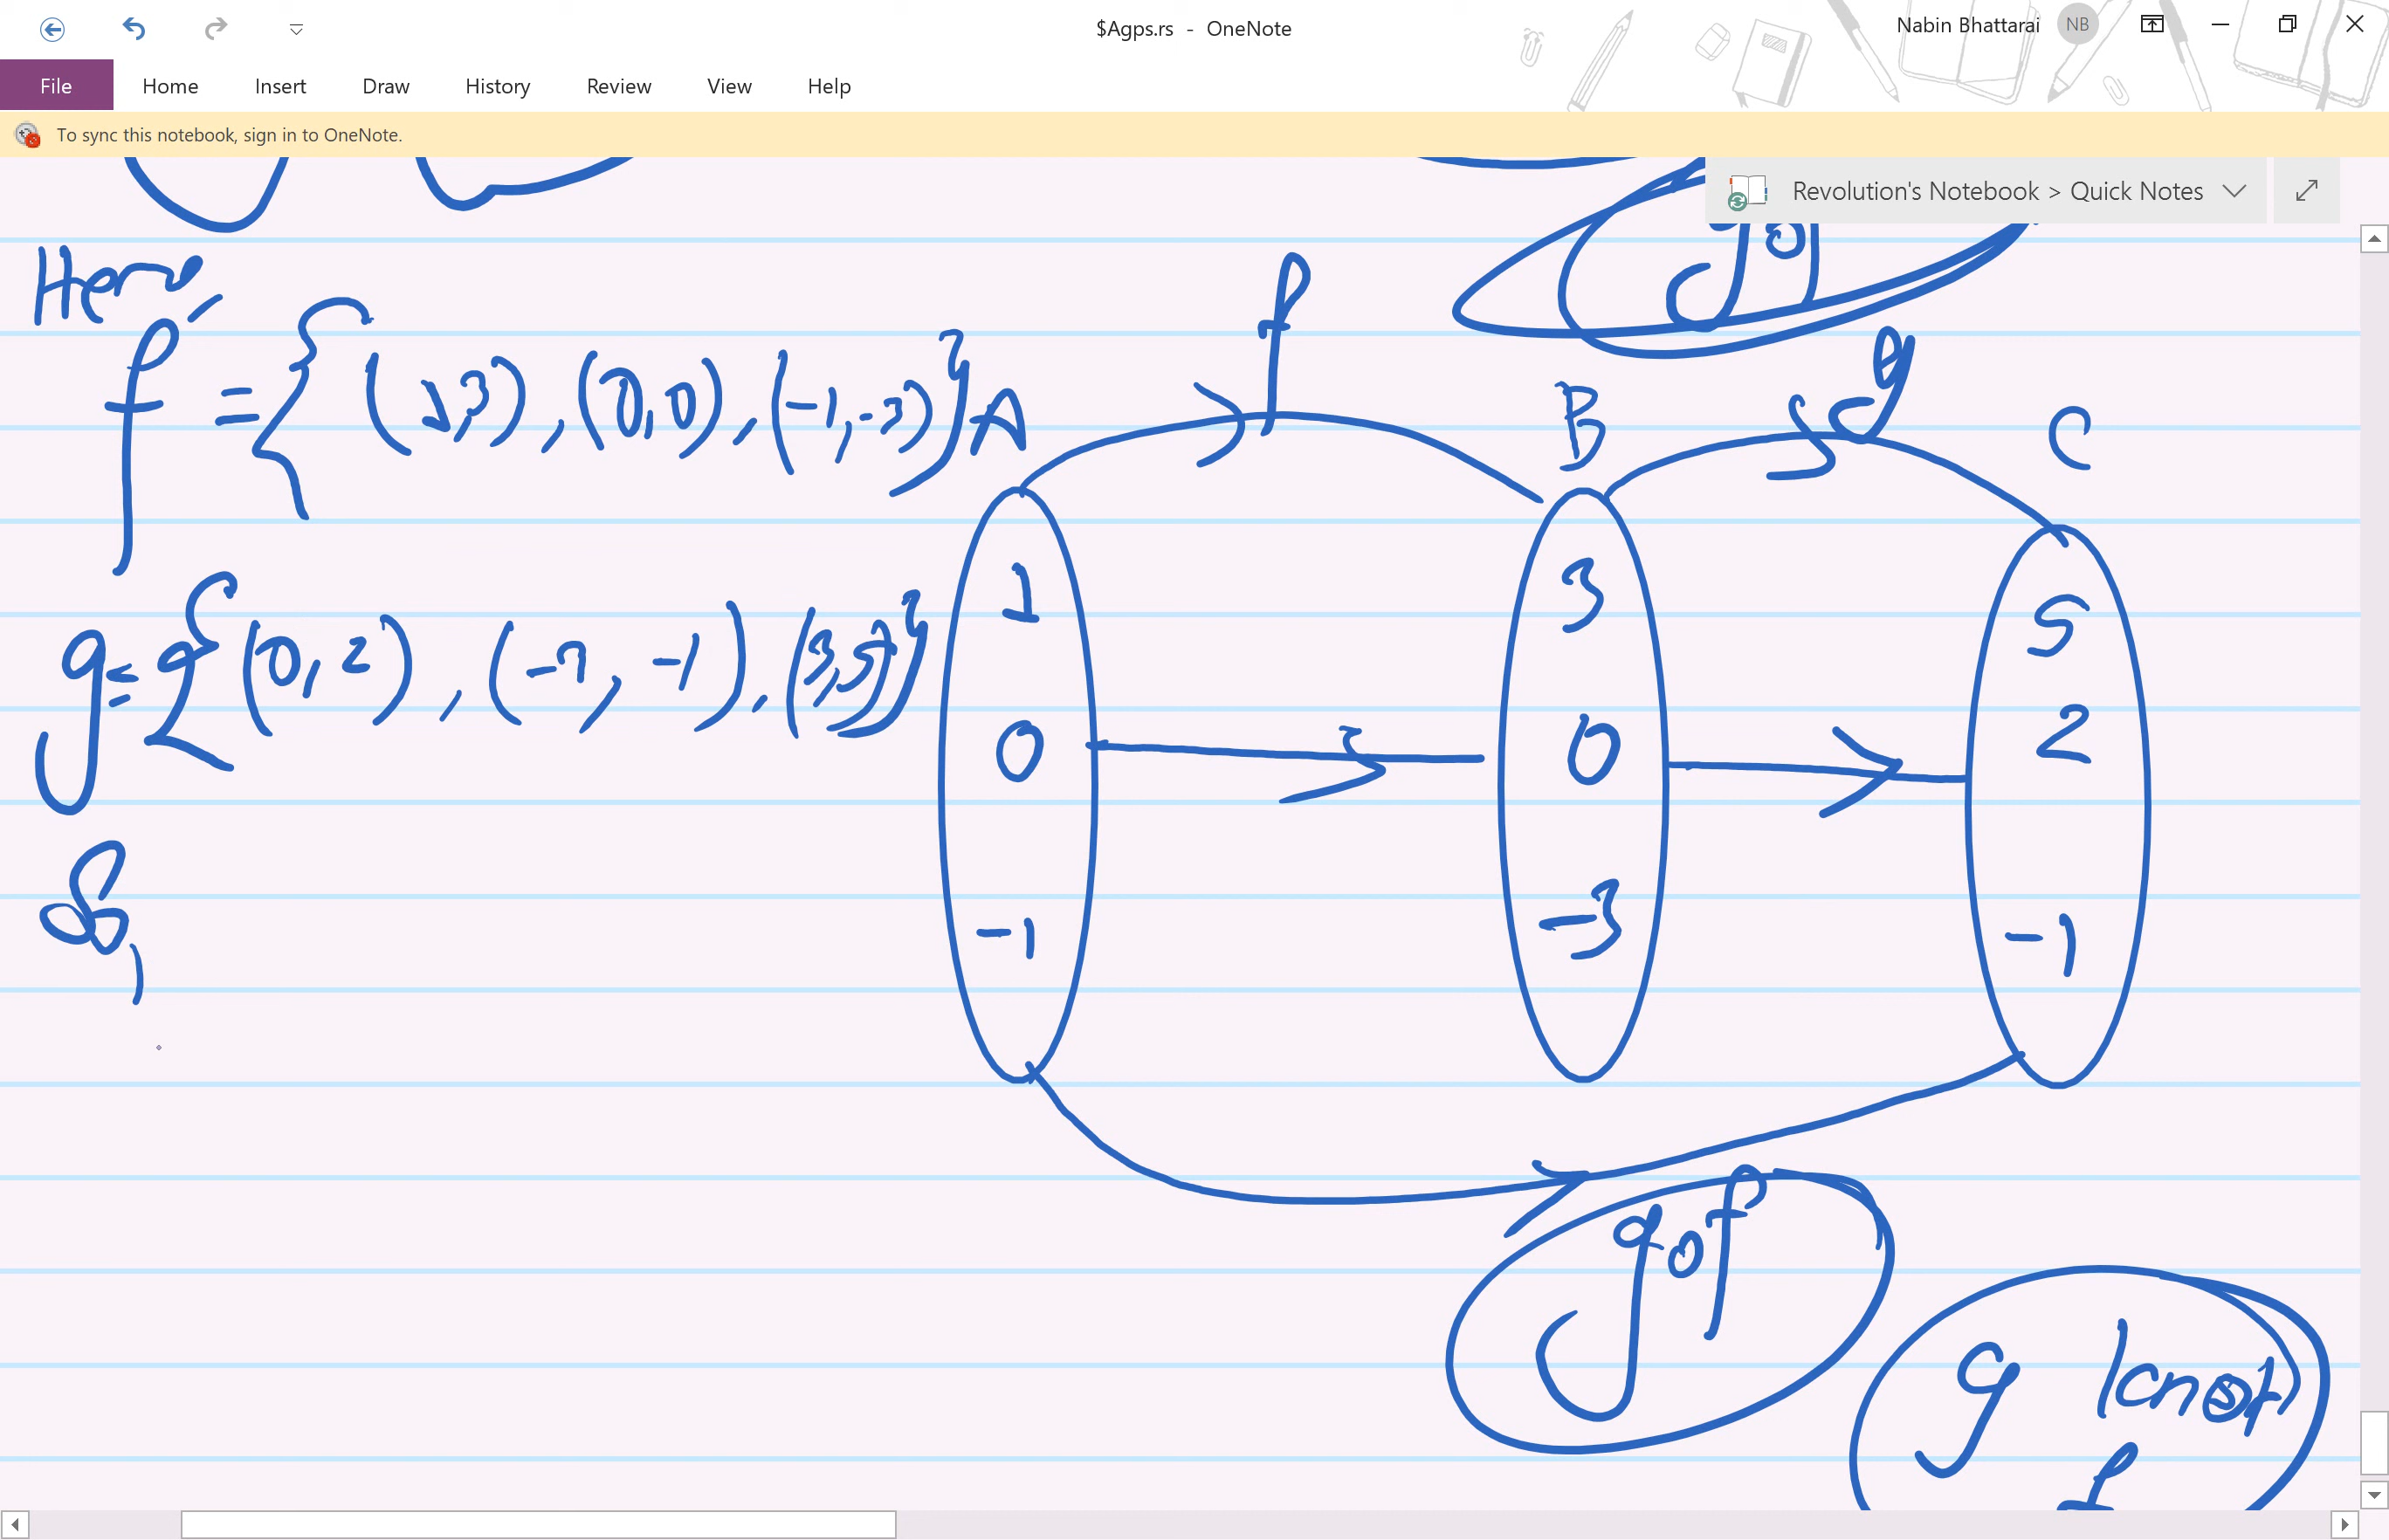 $Agps.rs - OneNote
Nabin Bhattarai NB
File Home Insert Draw History Review View Help
To sync this notebook, sign in to OneNote.
Revolution's Notebook > Quick Notes
Here,
f = { (1,3), (0,0), (-1,-3) }
g = { (0,2), (-3,-1), (3,5) }
So,
A
f
B
g
C
1 3 5
0 0 2
-1 -3 -1
gof
g
f